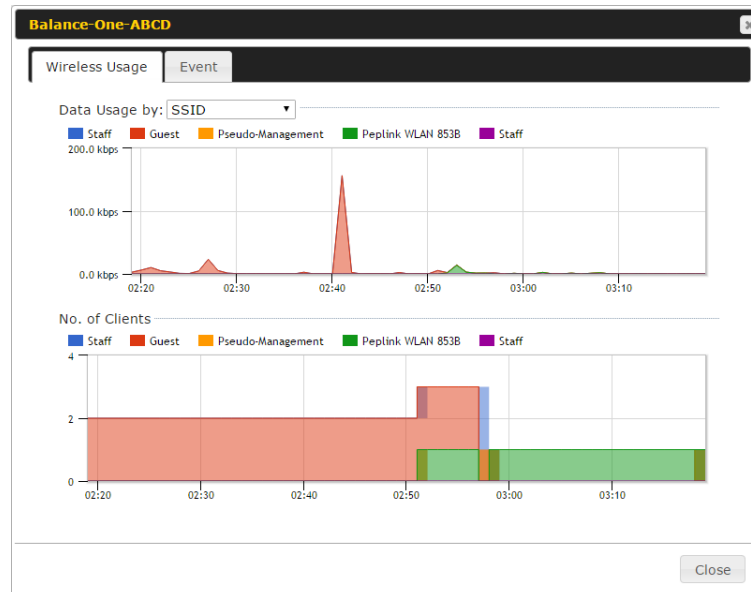 Balance-One-ABCD
Wireless Usage Event
Data Usage by: SSID
Staff Guest Pseudo-Management Peplink WLAN 853B Staff
200.0 kbps
100.0 kbps
0.0 kbps
02:20 02:30 02:40 02:50 03:00 03:10
No. of Clients
Staff Guest Pseudo-Management Peplink WLAN 853B Staff
4
2
0
02:20 02:30 02:40 02:50 03:00 03:10
Close